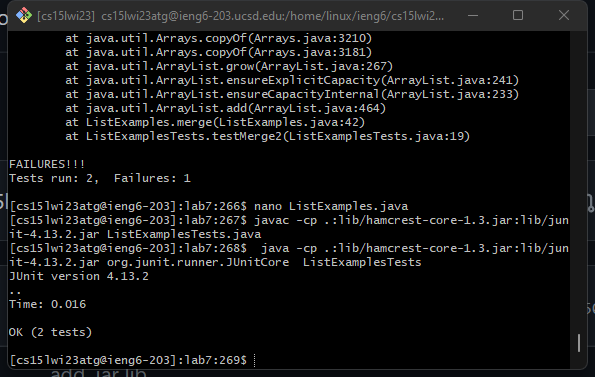 [cs15lwi23] cs15lwi23atg@ieng6-203.ucsd.edu:/home/linux/ieng6/cs15lwi2...
at java.util.Arrays.copyOf(Arrays.java:3210)
at java.util.Arrays.copyOf(Arrays.java:3181)
at java.util.ArrayList.grow(ArrayList.java:267)
at java.util.ArrayList.ensureExplicitCapacity(ArrayList.java:241)
at java.util.ArrayList.ensureCapacityInternal(ArrayList.java:233)
at java.util.ArrayList.add(ArrayList.java:464)
at ListExamples.merge(ListExamples.java:42)
at ListExamplesTests.testMerge2(ListExamplesTests.java:19)
FAILURES!!!
Tests run: 2,  Failures: 1
[cs15lwi23atg@ieng6-203]:lab7:266$ nano ListExamples.java
[cs15lwi23atg@ieng6-203]:lab7:267$ javac -cp .:lib/hamcrest-core-1.3.jar:lib/jun
it-4.13.2.jar ListExamplesTests.java
[cs15lwi23atg@ieng6-203]:lab7:268$  java -cp .:lib/hamcrest-core-1.3.jar:lib/jun
it-4.13.2.jar org.junit.runner.JUnitCore  ListExamplesTests
JUnit version 4.13.2
..
Time: 0.016
OK (2 tests)
[cs15lwi23atg@ieng6-203]:lab7:269$
add jar lib